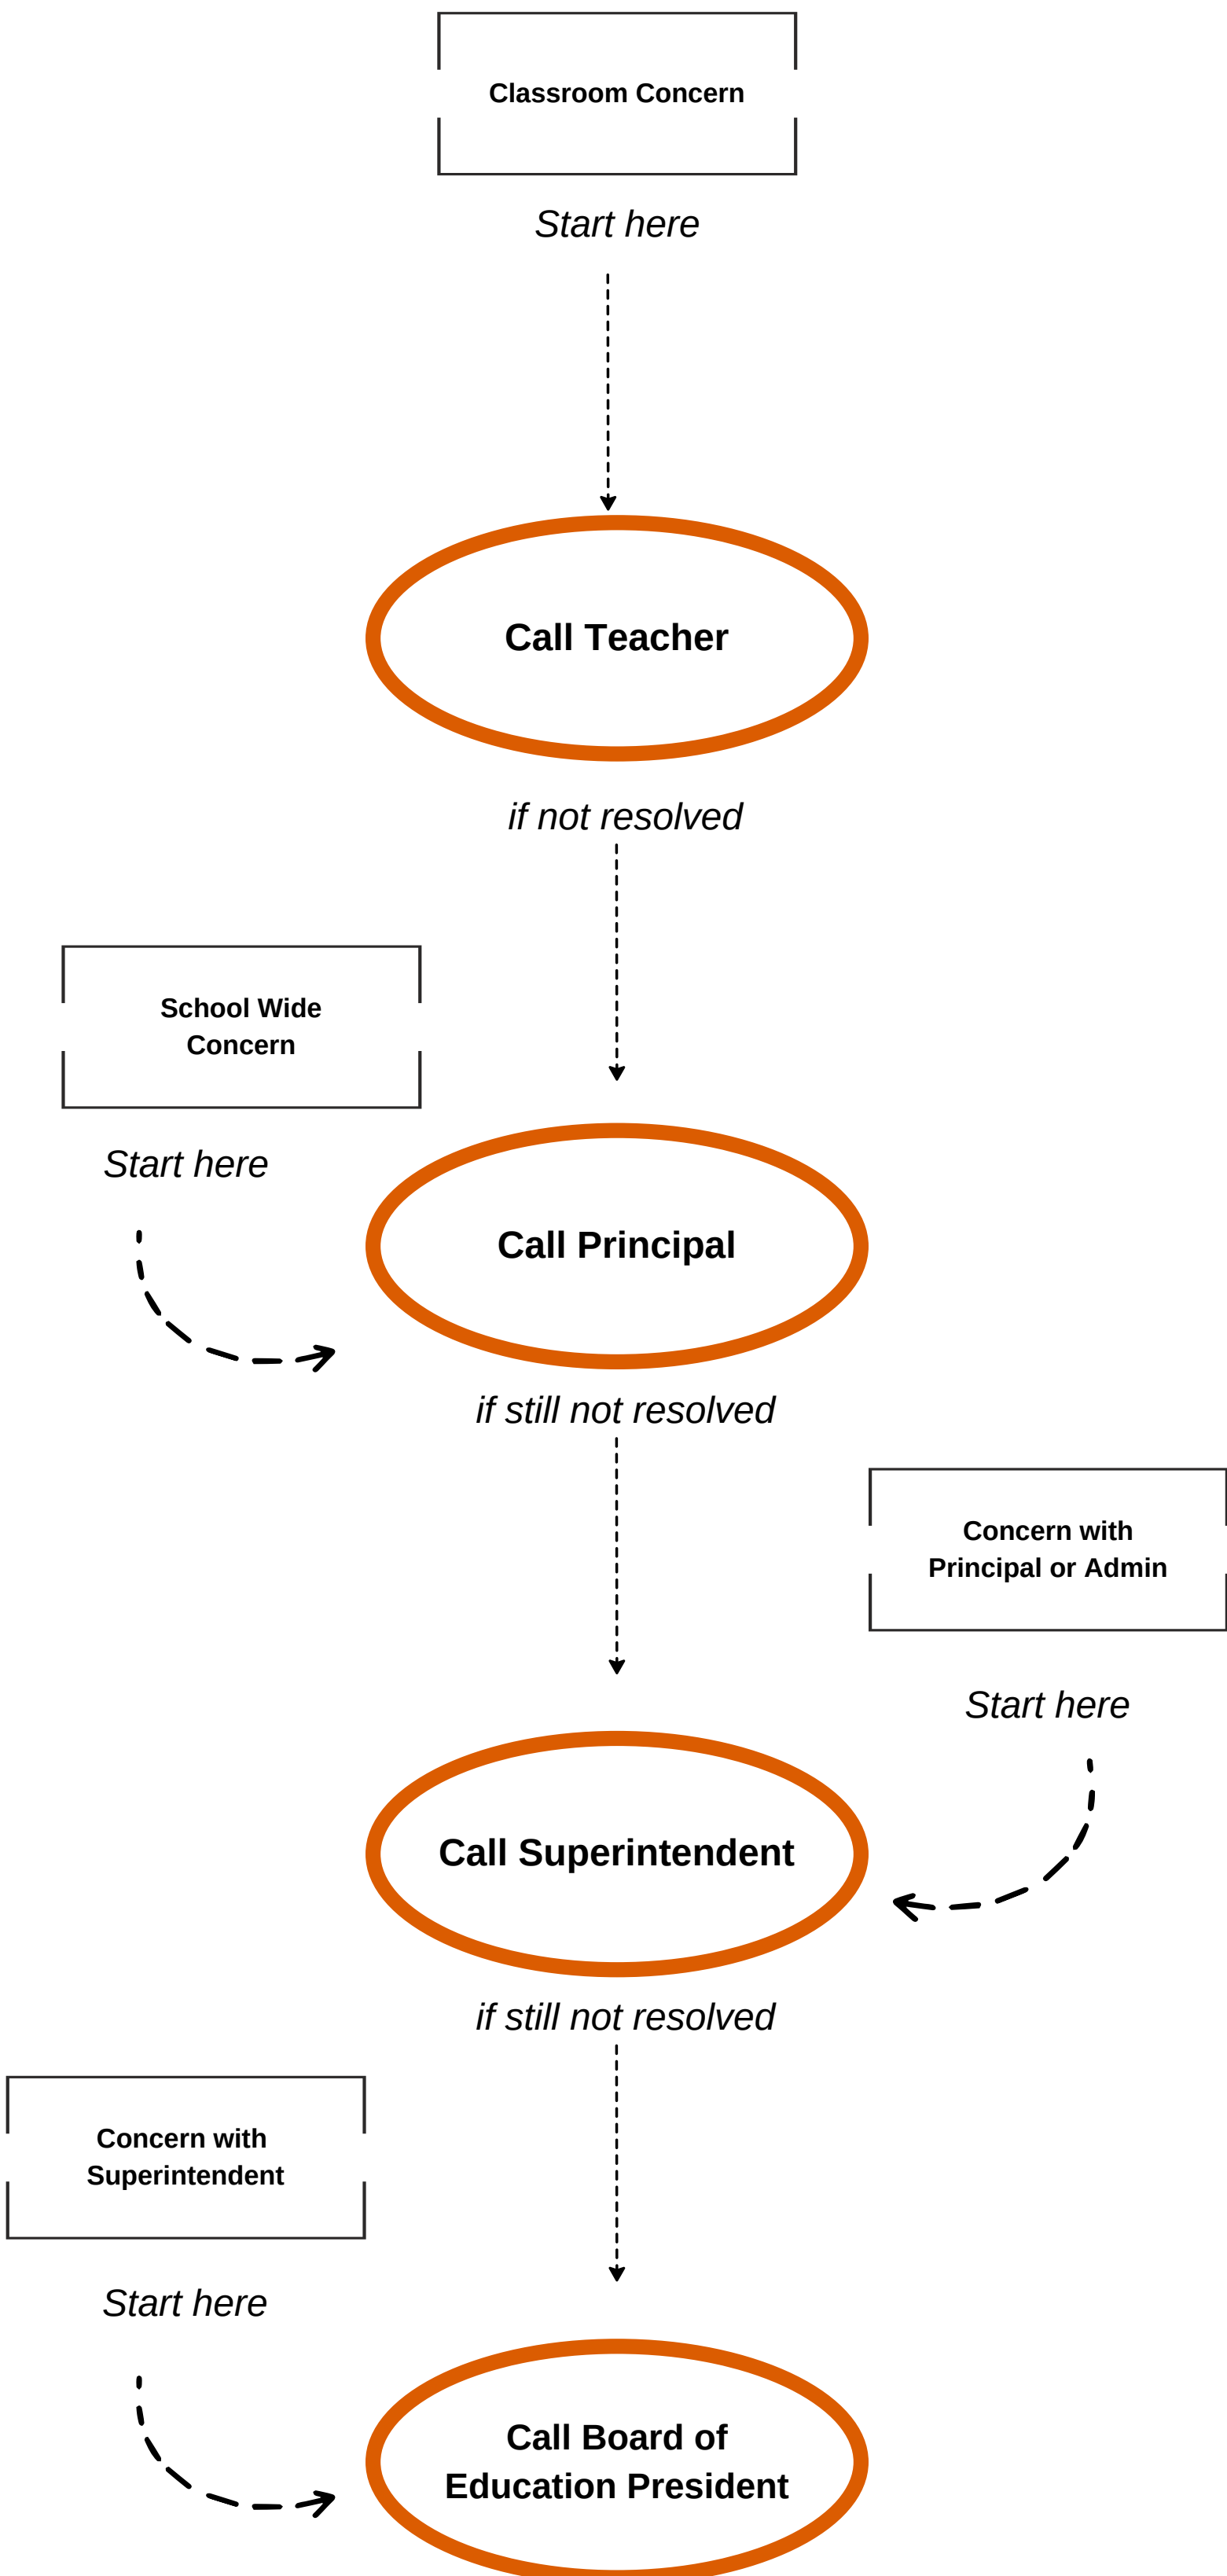 Classroom Concern
Start here
Call Teacher
if not resolved
School Wide
Concern
Start here
Call Principal
if still not resolved
Concern with
Principal or Admin
Start here
Call Superintendent
if still not resolved
Concern with
Superintendent
Start here
Call Board of
Education President